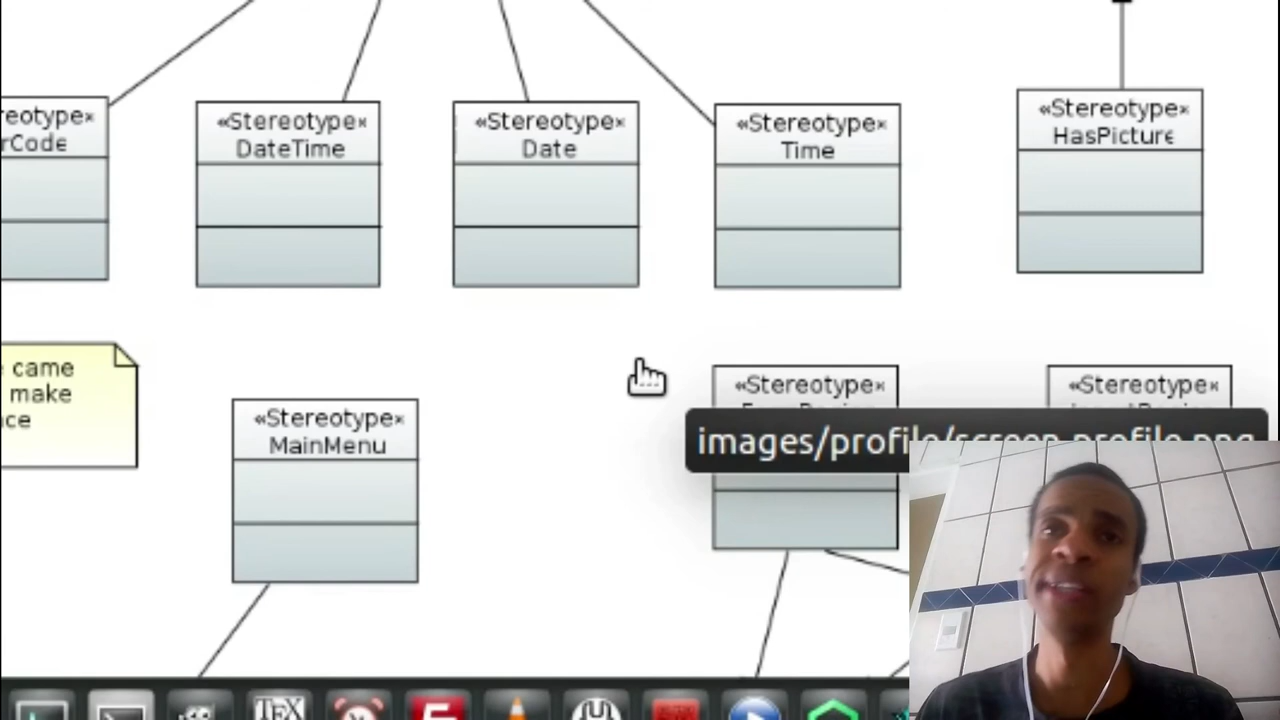 «Stereotype»
DateTime
«Stereotype»
Date
«Stereotype»
Time
«Stereotype»
HasPicture
came
make
«Stereotype»
MainMenu
«Stereotype»
«Stereotype»
images/profile/screen.profile.png
TEX